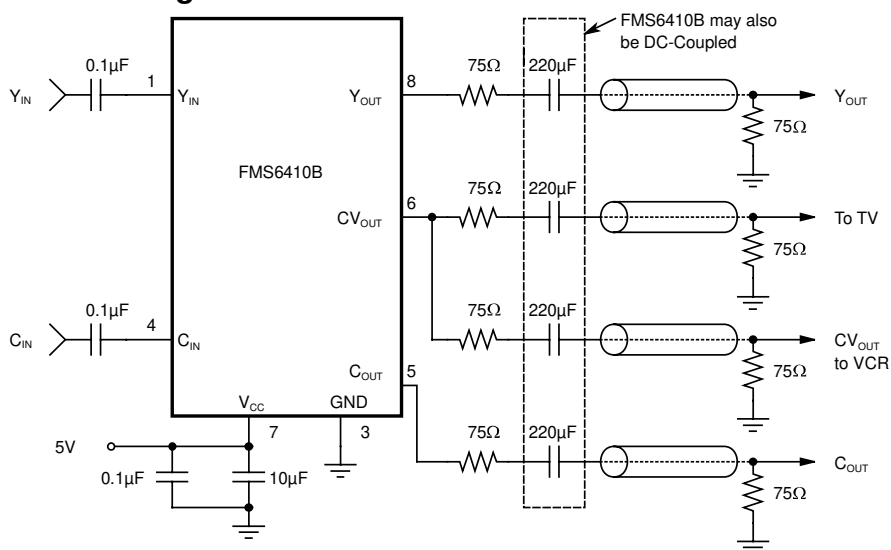 FMS6410B may also
be DC-Coupled
0.1µF
75Ω
220µF
1
8
Y_IN
Y_IN
Y_OUT
Y_OUT
75Ω
FMS6410B
75Ω
220µF
6
CV_OUT
To TV
75Ω
0.1µF
75Ω
220µF
4
C_IN
C_IN
CV_OUT
to VCR
C_OUT
5
75Ω
V_CC
GND
7
3
75Ω
220µF
5V
C_OUT
0.1µF
10µF
75Ω